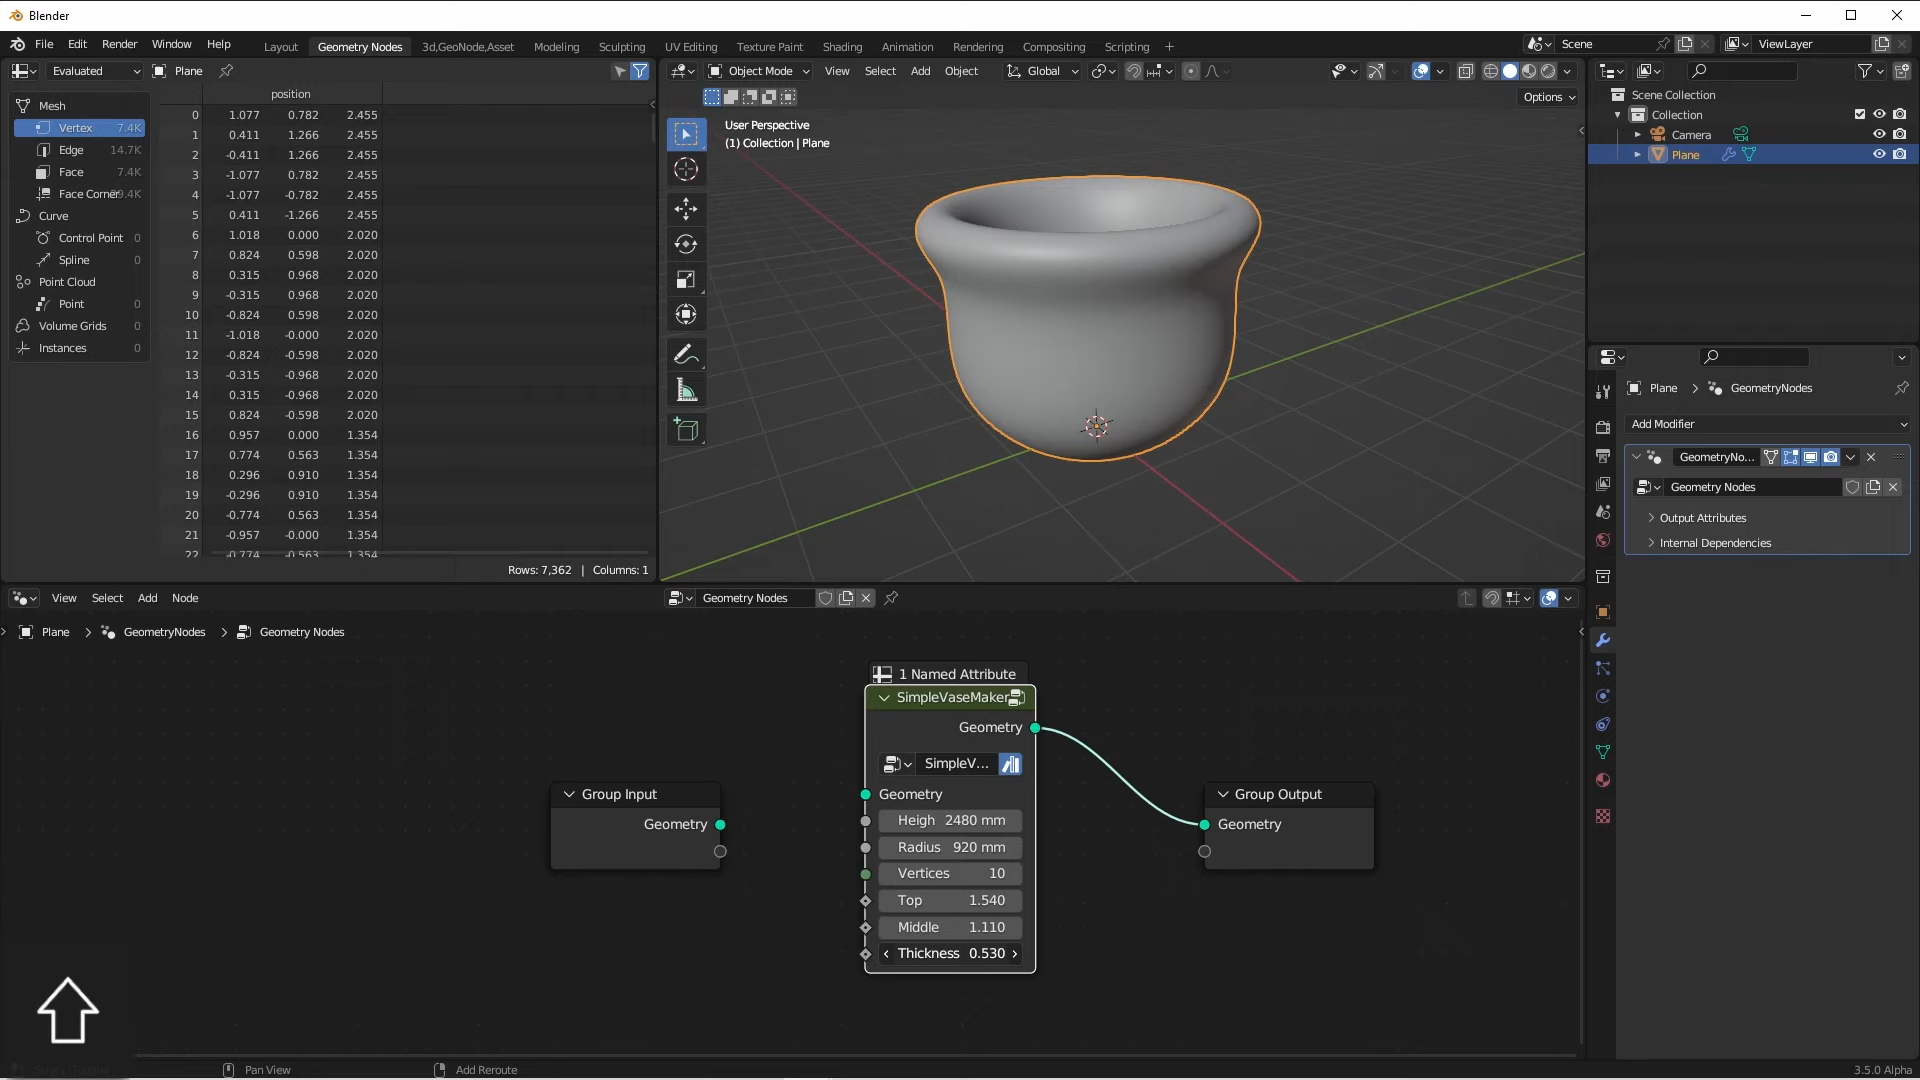 Blender
File Edit Render Window Help Layout Geometry Nodes 3d,GeoNode,Asset Modeling Sculpting UV Editing Texture Paint Shading Animation Rendering Compositing Scripting + Scene ViewLayer
Evaluated Plane
Object Mode View Select Add Object Global
Options
User Perspective
(1) Collection | Plane
Mesh
Vertex 7.4K
Edge 14.7K
Face 7.4K
Face Corner
Curve
Control Point 0
Spline 0
Point Cloud
Point 0
Volume Grids 0
Instances 0
position
0 1.077 0.782 2.455
1 0.411 1.266 2.455
2 -0.411 1.266 2.455
3 -1.077 0.782 2.455
4 -1.077 -0.782 2.455
5 0.411 -1.266 2.455
6 1.018 0.000 2.020
7 0.824 0.598 2.020
8 0.315 0.968 2.020
9 -0.315 0.968 2.020
10 -0.824 0.598 2.020
11 -1.018 -0.000 2.020
12 -0.824 -0.598 2.020
13 -0.315 -0.968 2.020
14 0.315 -0.968 2.020
15 0.824 -0.598 2.020
16 0.957 0.000 1.354
17 0.774 0.563 1.354
18 0.296 0.910 1.354
19 -0.296 0.910 1.354
20 -0.774 0.563 1.354
21 -0.957 -0.000 1.354
22 -0.774 -0.563 1.354
Rows: 7,362 | Columns: 1
Scene Collection
Collection
Camera
Plane
Plane > GeometryNodes
Add Modifier
GeometryNo...
Geometry Nodes
Output Attributes
Internal Dependencies
View Select Add Node Geometry Nodes
Plane > GeometryNodes > Geometry Nodes
1 Named Attribute
SimpleVaseMaker
Geometry
SimpleV...
Geometry
Heigh 2480 mm
Radius 920 mm
Vertices 10
Top 1.540
Middle 1.110
Thickness 0.530
Group Input
Geometry
Group Output
Geometry
Pan View Add Reroute 3.5.0 Alpha